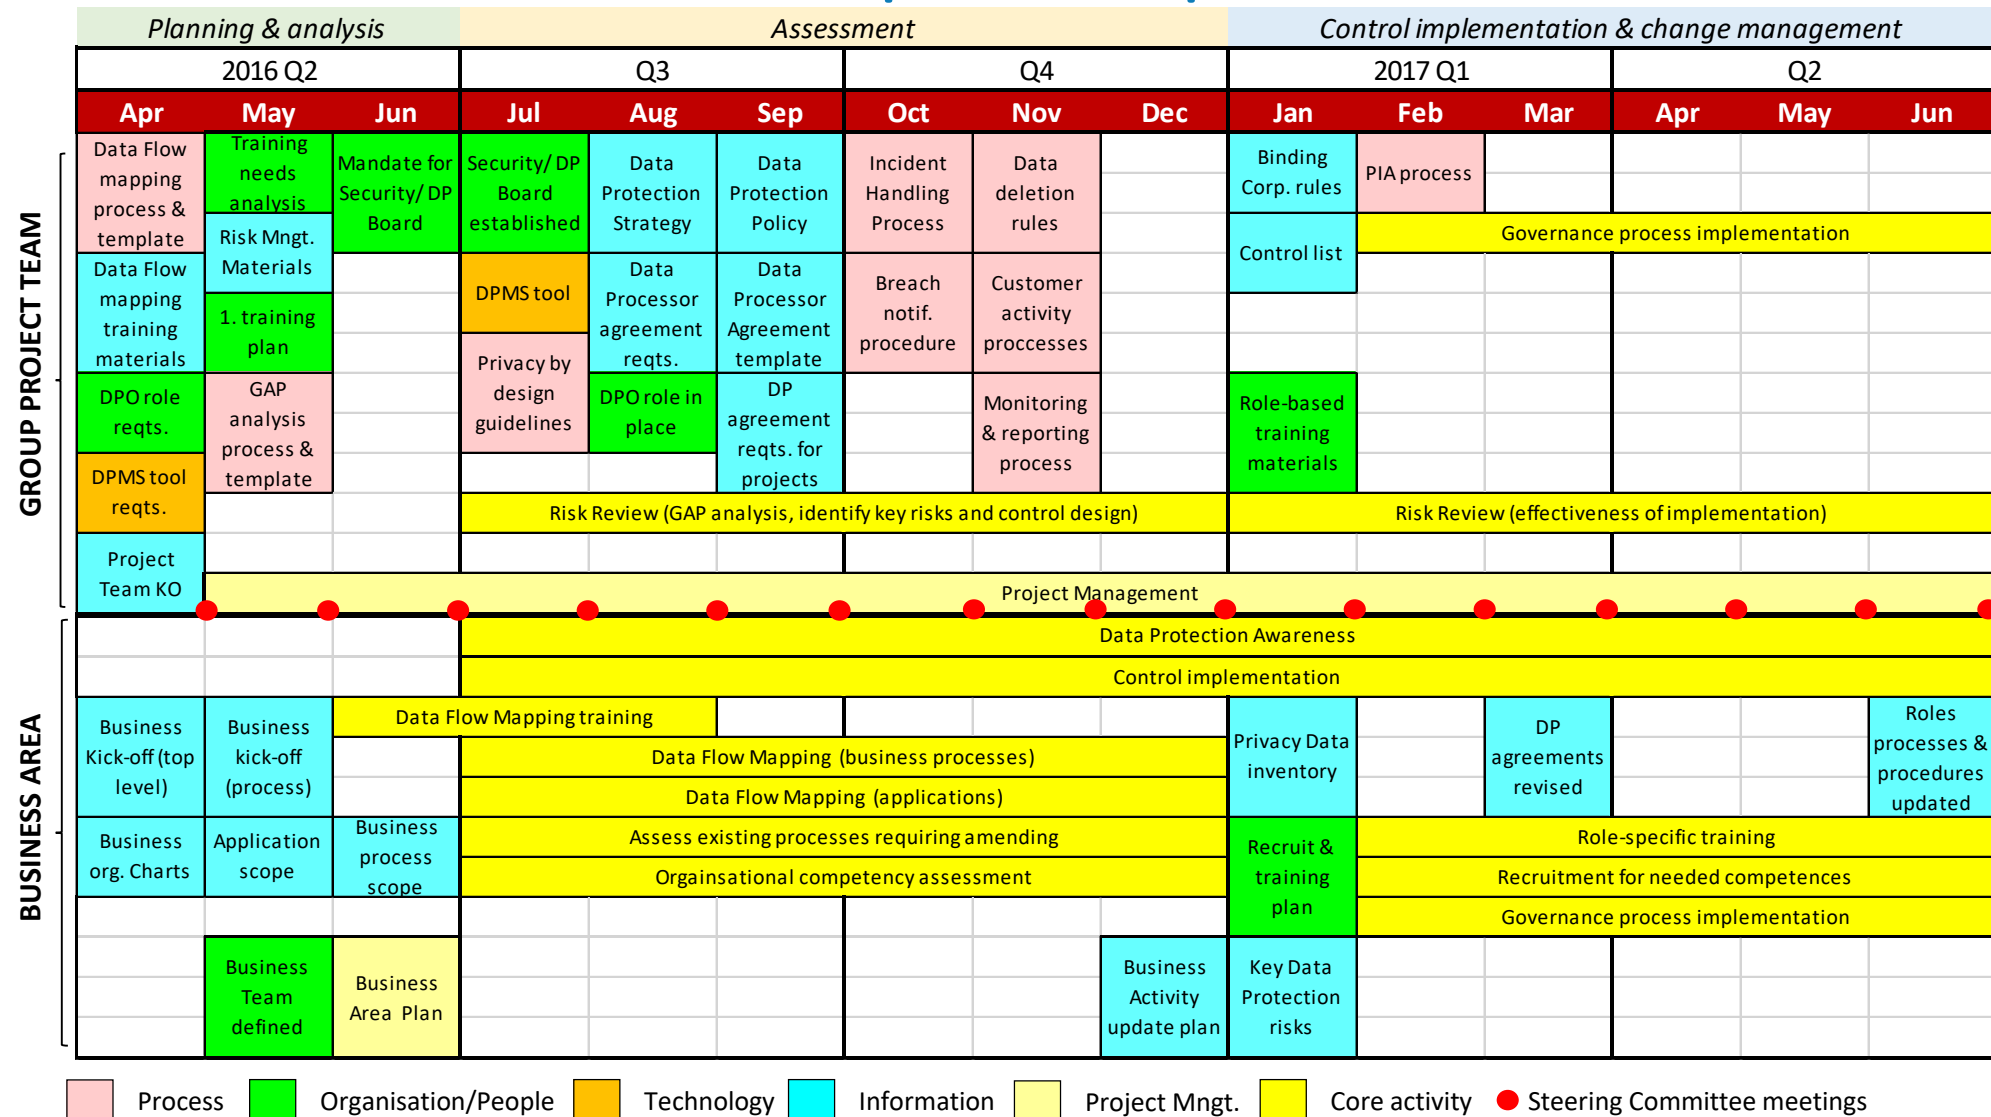 Planning & analysis
Assessment
Control implementation & change management
2016 Q2
Q3
Q4
2017 Q1
Q2
Apr
May
Jun
Jul
Aug
Sep
Oct
Nov
Dec
Jan
Feb
Mar
Apr
May
Jun
GROUP PROJECT TEAM
Data Flow
mapping
process &
template
Training
needs
analysis
Mandate for
Security/ DP
Board
Security/ DP
Board
established
Data
Protection
Strategy
Data
Protection
Policy
Incident
Handling
Process
Data
deletion
rules
Binding
Corp. rules
PIA process
Risk Mngt.
Materials
Control list
Governance process implementation
Data Flow
mapping
training
materials
1. training
plan
DPMS tool
Data
Processor
agreement
reqts.
Data
Processor
Agreement
template
Breach
notif.
procedure
Customer
activity
proccesses
Privacy by
design
guidelines
DPO role
reqts.
GAP
analysis
process &
template
DPO role in
place
DP
agreement
reqts. for
projects
Monitoring
& reporting
process
Role-based
training
materials
DPMS tool
reqts.
Risk Review (GAP analysis, identify key risks and control design)
Risk Review (effectiveness of implementation)
Project
Team KO
Project Management
BUSINESS AREA
Data Protection Awareness
Control implementation
Business
Kick-off (top
level)
Business
kick-off
(process)
Data Flow Mapping training
Data Flow Mapping (business processes)
Data Flow Mapping (applications)
Privacy Data
inventory
DP
agreements
revised
Roles
processes &
procedures
updated
Business
org. Charts
Application
scope
Business
process
scope
Assess existing processes requiring amending
Orgainsational competency assessment
Recruit &
training
plan
Role-specific training
Recruitment for needed competences
Governance process implementation
Business
Team
defined
Business
Area Plan
Business
Activity
update plan
Key Data
Protection
risks
Process
Organisation/People
Technology
Information
Project Mngt.
Core activity
Steering Committee meetings